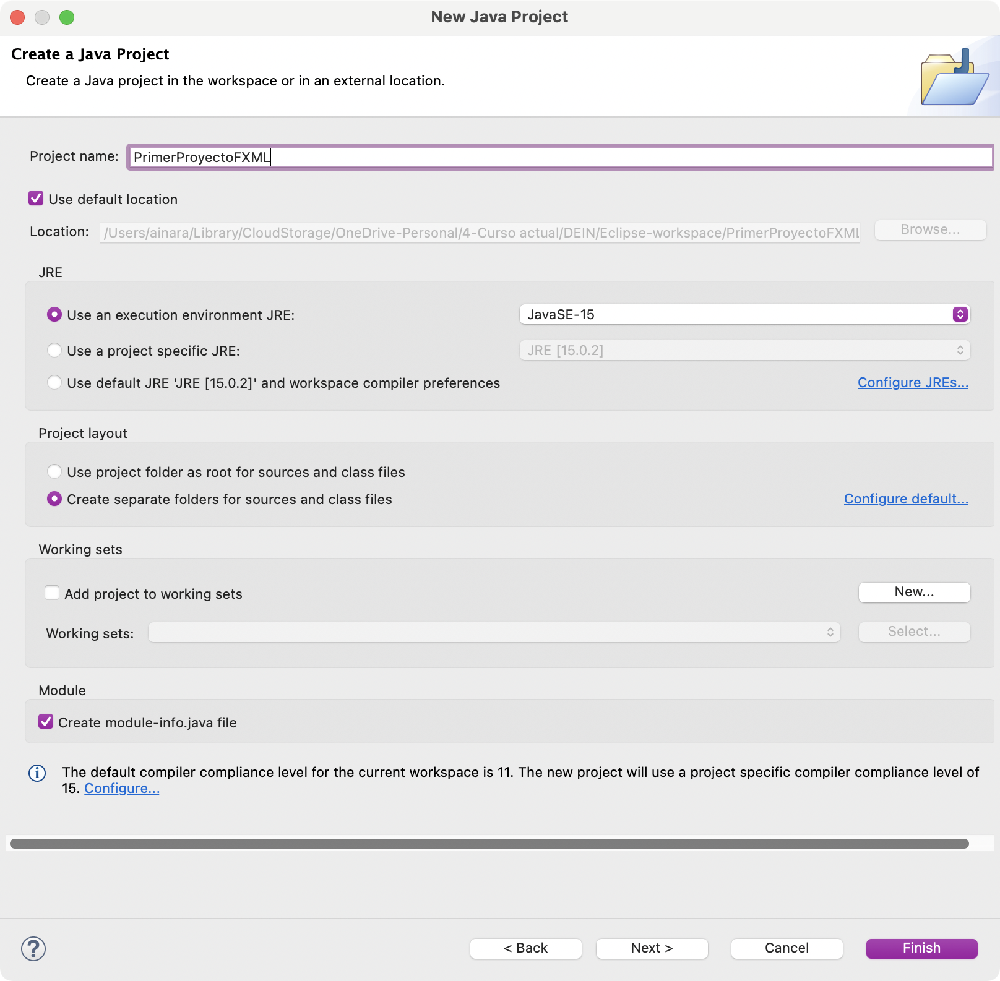 New Java Project
Create a Java Project
Create a Java project in the workspace or in an external location.
Project name: PrimerProyectoFXML
Use default location
Location: /Users/ainara/Library/CloudStorage/OneDrive-Personal/4-Curso actual/DEIN/Eclipse-workspace/PrimerProyectoFXML Browse...
JRE
Use an execution environment JRE: JavaSE-15
Use a project specific JRE: JRE [15.0.2]
Use default JRE 'JRE [15.0.2]' and workspace compiler preferences Configure JREs...
Project layout
Use project folder as root for sources and class files
Create separate folders for sources and class files Configure default...
Working sets
Add project to working sets New...
Working sets: Select...
Module
Create module-info.java file
The default compiler compliance level for the current workspace is 11. The new project will use a project specific compiler compliance level of
15. Configure...
? < Back Next > Cancel Finish